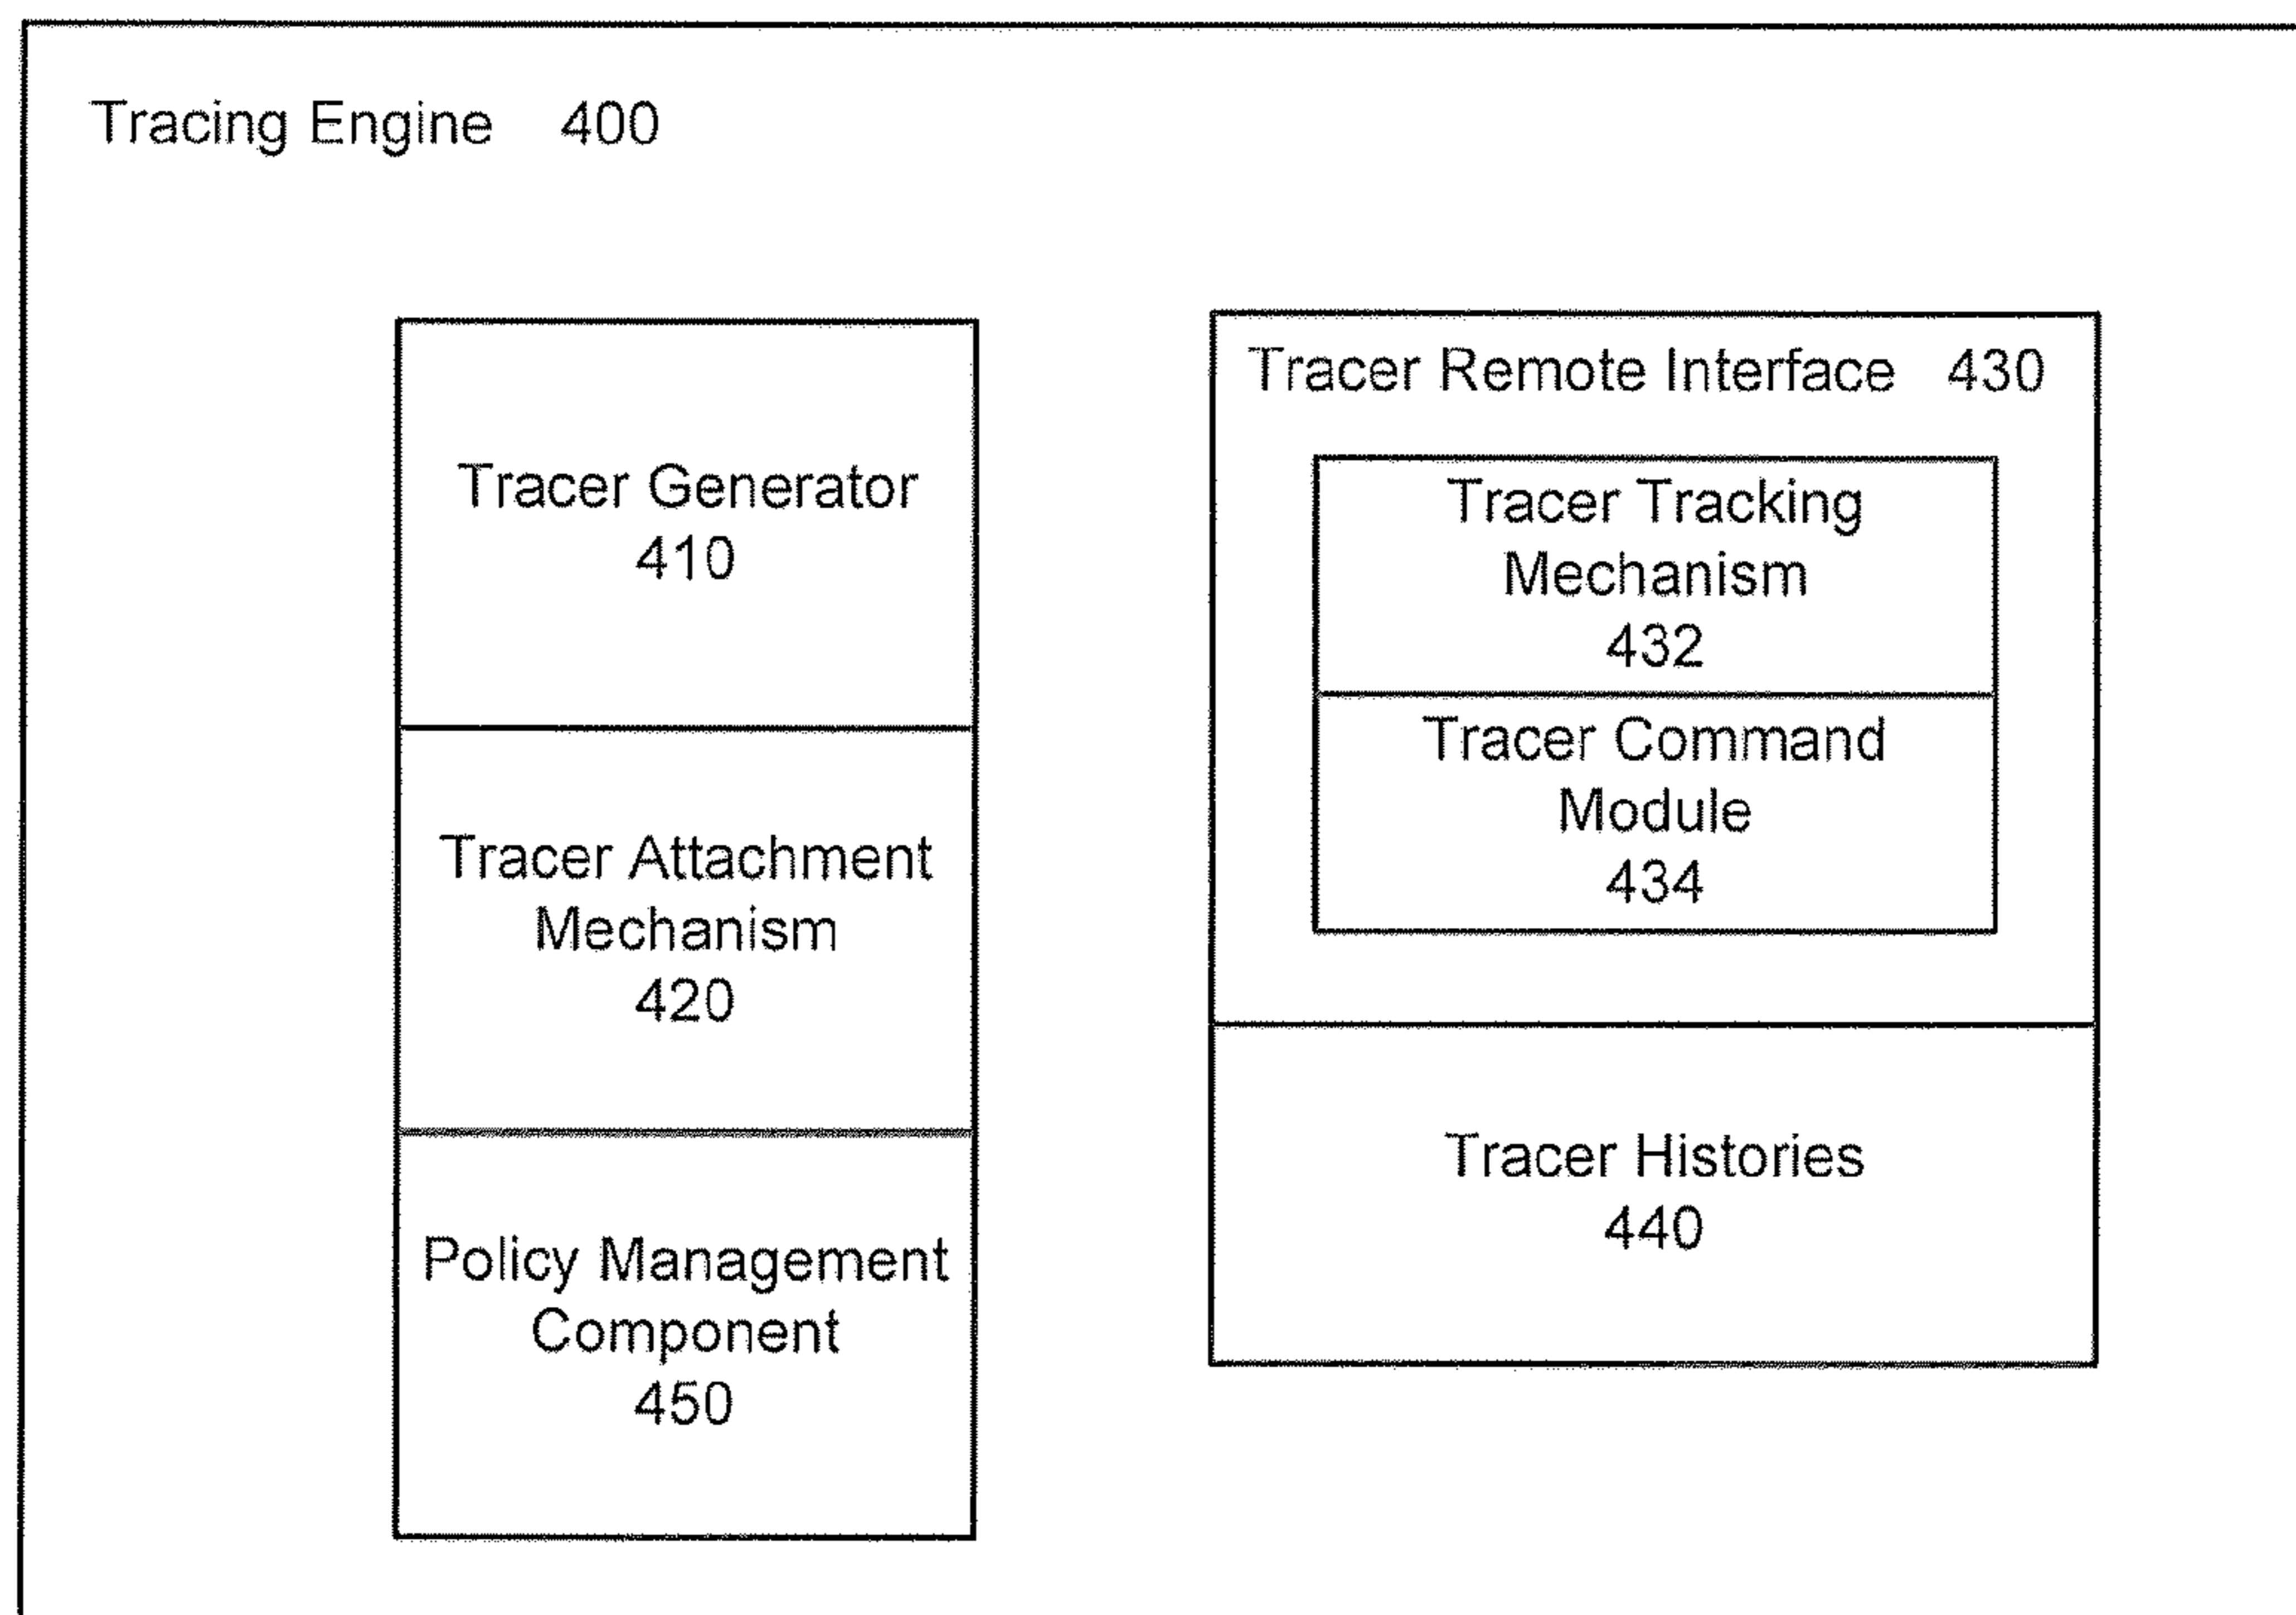 Tracing Engine 400
Tracer Generator
410
Tracer Attachment
Mechanism
420
Policy Management
Component
450
Tracer Remote Interface 430
Tracer Tracking
Mechanism
432
Tracer Command
Module
434
Tracer Histories
440